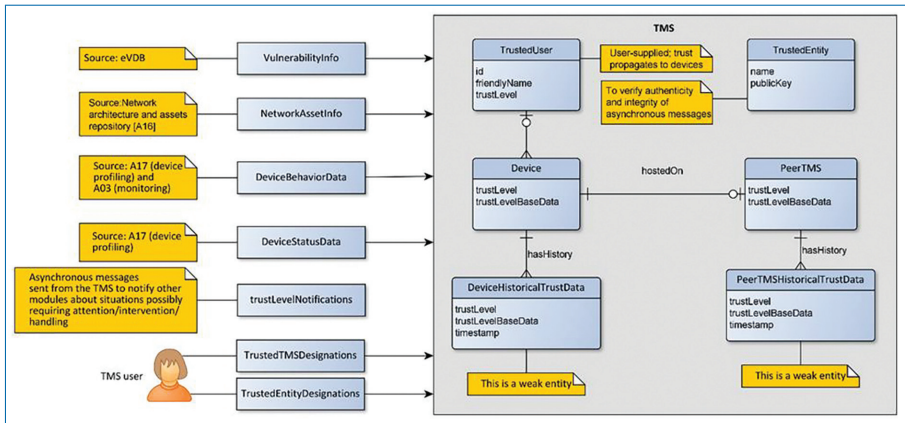 TMS
Source: eVDB
VulnerabilityInfo
Source:Network
architecture and assets
repository [A16]
NetworkAssetInfo
Source: A17 (device
profiling) and
A03 (monitoring)
DeviceBehaviorData
Source: A17 (device
profiling)
DeviceStatusData
Asynchronous messages
sent from the TMS to notify other
modules about situations possibly
requiring attention/intervention/
handling
trustLevelNotifications
TMS user
TrustedTMSDesignations
TrustedEntityDesignations
TrustedUser
id
friendlyName
trustLevel
User-supplied; trust
propagates to devices
To verify authenticity
and integrity of
asynchronous messages
TrustedEntity
name
publicKey
Device
trustLevel
trustLevelBaseData
hostedOn
PeerTMS
trustLevel
trustLevelBaseData
hasHistory
hasHistory
DeviceHistoricalTrustData
trustLevel
trustLevelBaseData
timestamp
PeerTMSHistoricalTrustData
trustLevel
trustLevelBaseData
timestamp
This is a weak entity
This is a weak entity